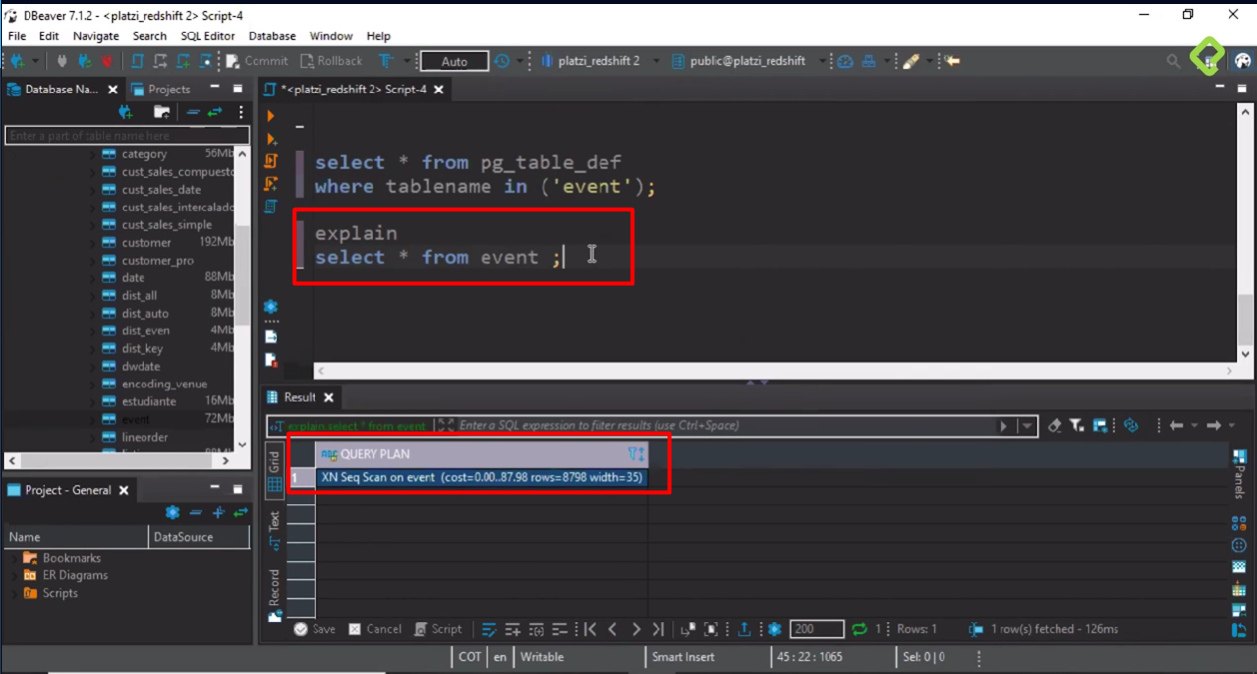 DBeaver 7.1.2 - <platzi_redshift 2> Script-4
File Edit Navigate Search SQL Editor Database Window Help
Commit Rollback Auto platzi_redshift 2 public@platzi_redshift
Database Na... Projects
*<platzi_redshift 2> Script-4
Enter a part of table name here
category 56Mb
cust_sales_compuesto
cust_sales_date
cust_sales_intercalado
cust_sales_simple
customer 192Mb
customer_pro
date 88Mb
dist_all 8Mb
dist_auto 8Mb
dist_even 4Mb
dist_key 4Mb
dwdate
encoding_venue
estudiante 16Mb
event 72Mb
lineorder
select * from pg_table_def
where tablename in ('event');
explain
select * from event ;
Result
explain select * from event Enter a SQL expression to filter results (use Ctrl+Space)
Grid
Text
Record
ABC QUERY PLAN
1 XN Seq Scan on event (cost=0.00..87.98 rows=8798 width=35)
Panels
Project - General
Name DataSource
Bookmarks
ER Diagrams
Scripts
Save Cancel Script 200 1 Rows: 1 1 row(s) fetched - 126ms
COT en Writable Smart Insert 45 : 22 : 1065 Sel: 0 | 0